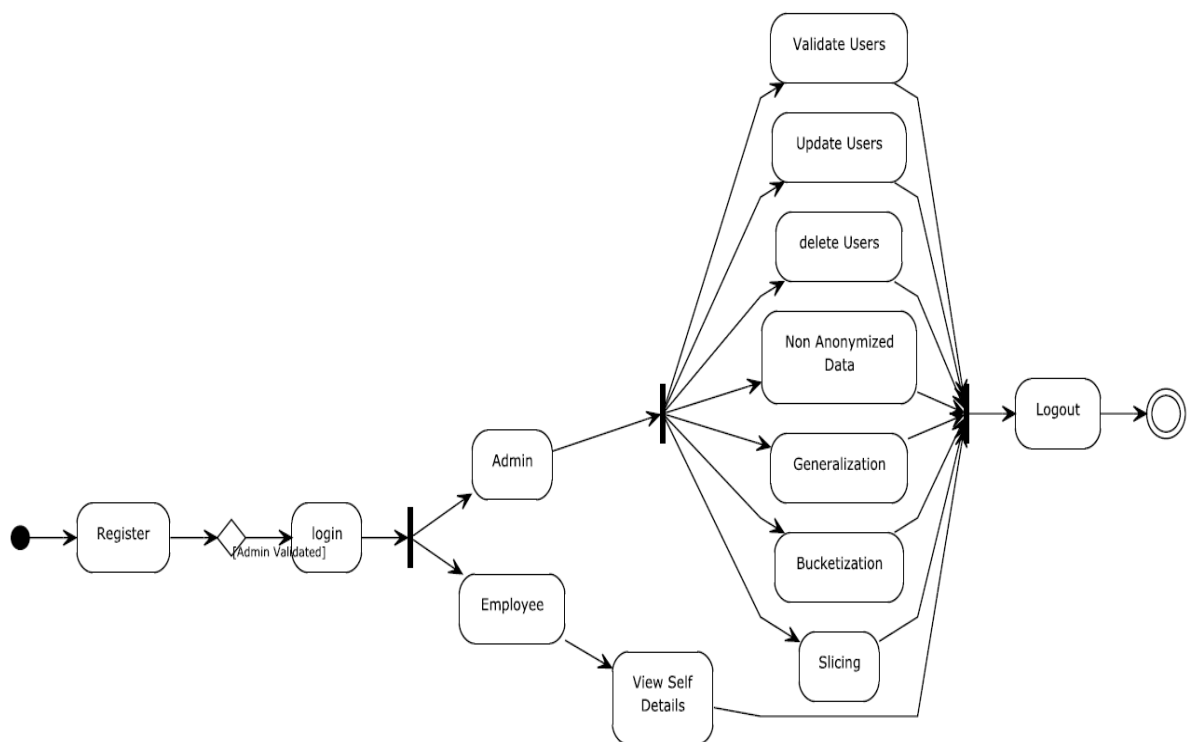 Validate Users
Update Users
delete Users
Non Anonymized
Data
Generalization
Bucketization
Slicing
Admin
Employee
View Self
Details
Register
[Admin Validated]
login
Logout